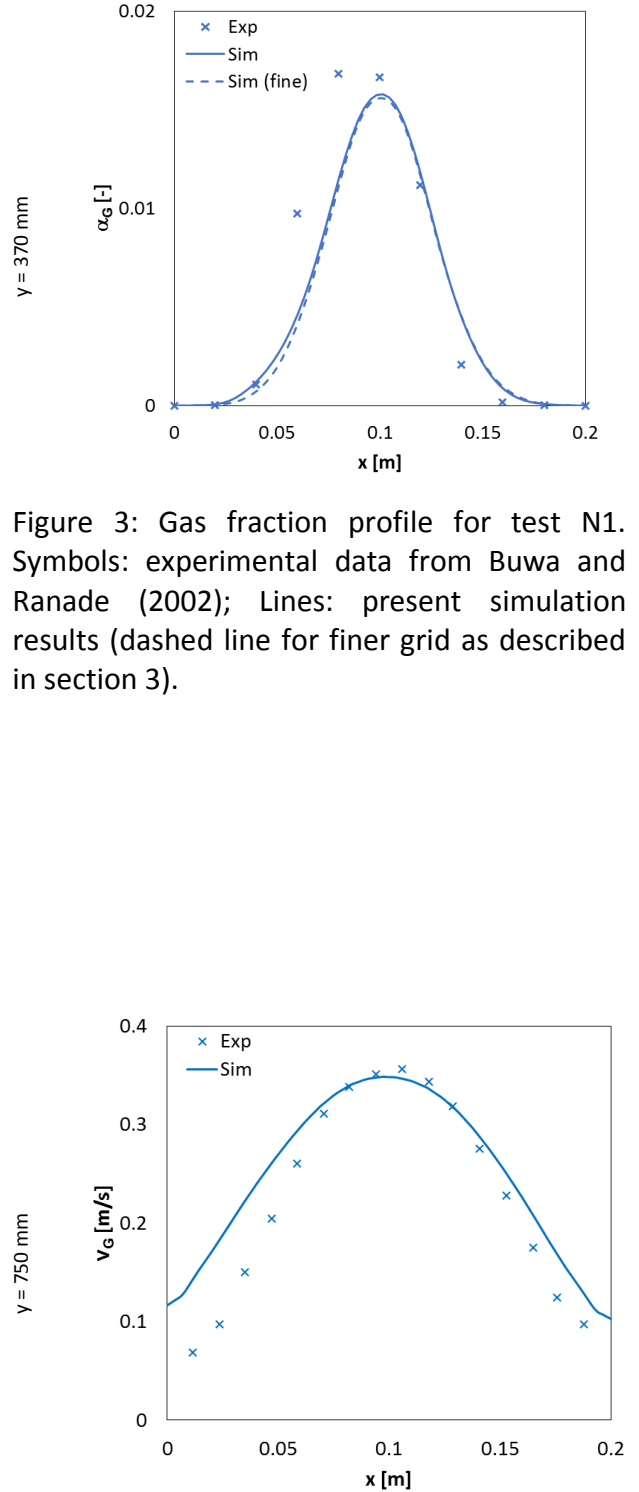 0.02
Exp
Sim
Sim (fine)
y = 370 mm
α_G [-]
0.01
0
0 0.05 0.1 0.15 0.2
x [m]
Figure 3: Gas fraction profile for test N1.
Symbols: experimental data from Buwa and
Ranade (2002); Lines: present simulation
results (dashed line for finer grid as described
in section 3).
0.4
Exp
Sim
0.3
y = 750 mm
v_G [m/s]
0.2
0.1
0
0 0.05 0.1 0.15 0.2
x [m]